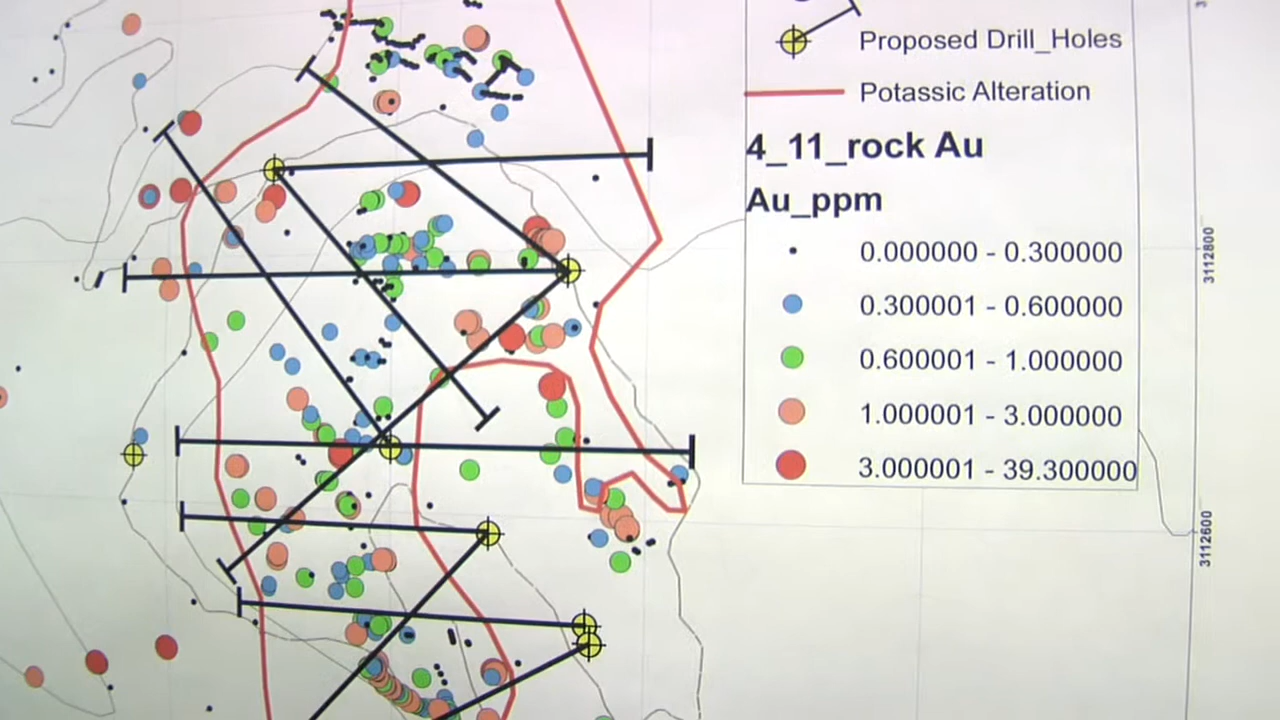 Proposed Drill_Holes
Potassic Alteration
4_11_rock Au
Au_ppm
0.000000 - 0.300000
0.300001 - 0.600000
0.600001 - 1.000000
1.000001 - 3.000000
3.000001 - 39.300000
3112800
3112600